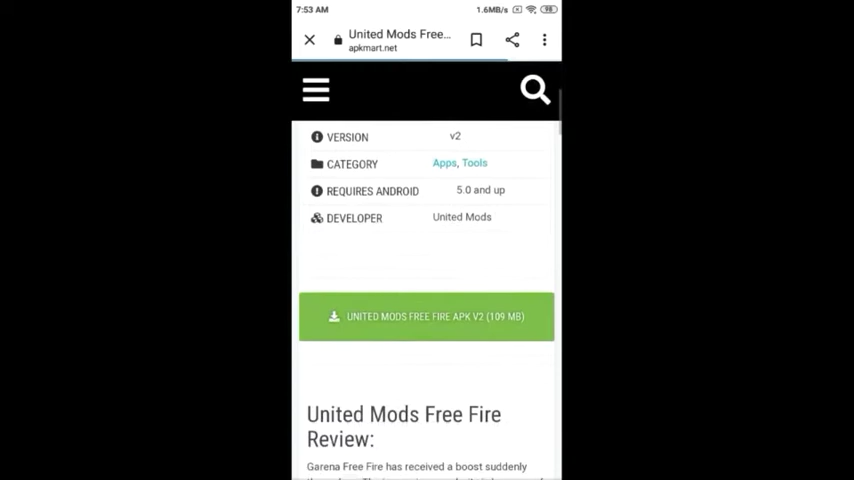 7:53 AM 1.6MB/s 98
United Mods Free...
apkmart.net
VERSION v2
CATEGORY Apps, Tools
REQUIRES ANDROID 5.0 and up
DEVELOPER United Mods
UNITED MODS FREE FIRE APK V2 (109 MB)
United Mods Free Fire
Review:
Garena Free Fire has received a boost suddenly